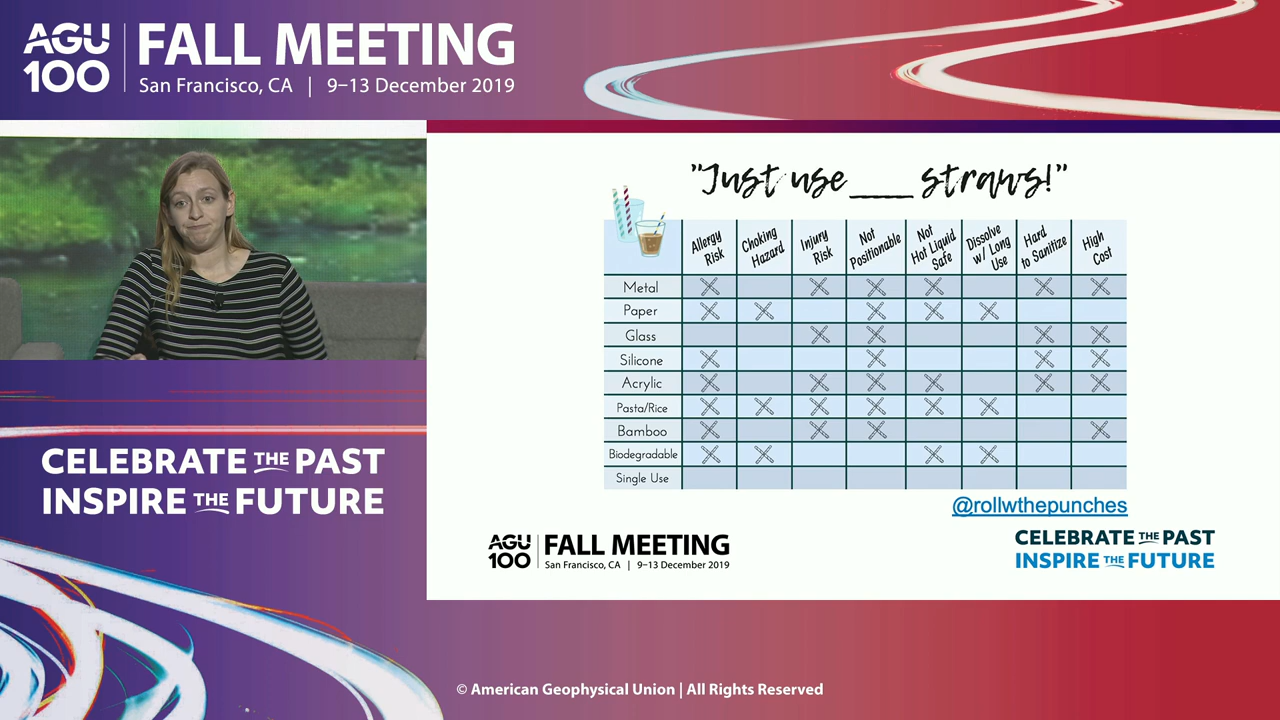 AGU 100 FALL MEETING
San Francisco, CA | 9–13 December 2019
"Just use ___ straws!"
Allergy Risk
Choking Hazard
Injury Risk
Not Positionable
Not Hot Liquid Safe
Dissolve w/ Long Use
Hard to Sanitize
High Cost
Metal
Paper
Glass
Silicone
Acrylic
Pasta/Rice
Bamboo
Biodegradable
Single Use
@rollwthepunches
AGU 100 FALL MEETING
San Francisco, CA | 9–13 December 2019
CELEBRATE THE PAST
INSPIRE THE FUTURE
CELEBRATE THE PAST
INSPIRE THE FUTURE
© American Geophysical Union | All Rights Reserved